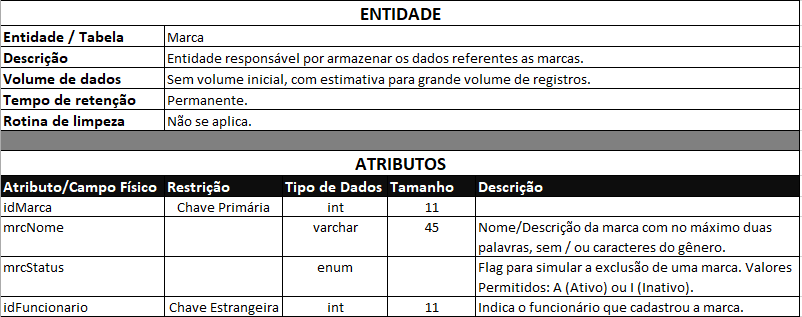 ENTIDADE
Entidade / Tabela Marca
Descrição Entidade responsável por armazenar os dados referentes as marcas.
Volume de dados Sem volume inicial, com estimativa para grande volume de registros.
Tempo de retenção Permanente.
Rotina de limpeza Não se aplica.
ATRIBUTOS
Atributo/Campo Físico Restrição Tipo de Dados Tamanho Descrição
idMarca Chave Primária int 11
mrcNome varchar 45 Nome/Descrição da marca com no máximo duas
palavras, sem / ou caracteres do gênero.
mrcStatus enum Flag para simular a exclusão de uma marca. Valores
Permitidos: A (Ativo) ou I (Inativo).
idFuncionario Chave Estrangeira int 11 Indica o funcionário que cadastrou a marca.